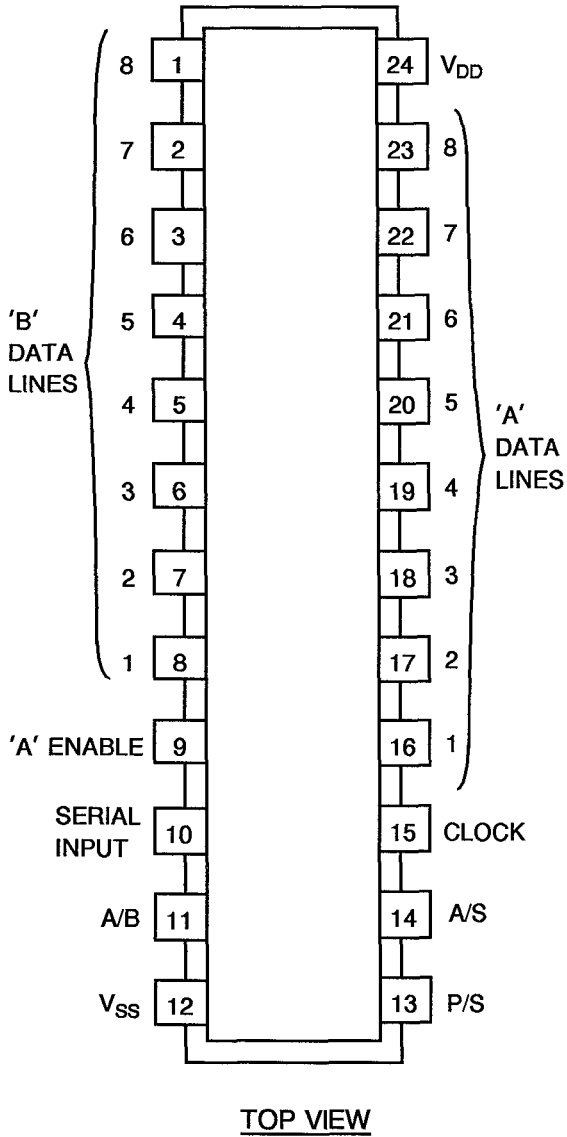 8 1 24 VDD
7 2 23 8
6 3 22 7
5 4 21 6
'B'
DATA
LINES
4 5 20 5
'A'
DATA
LINES
3 6 19 4
2 7 18 3
1 8 17 2
'A' ENABLE 9 16 1
SERIAL
INPUT
10 15 CLOCK
A/B 11 14 A/S
VSS 12 13 P/S
TOP VIEW